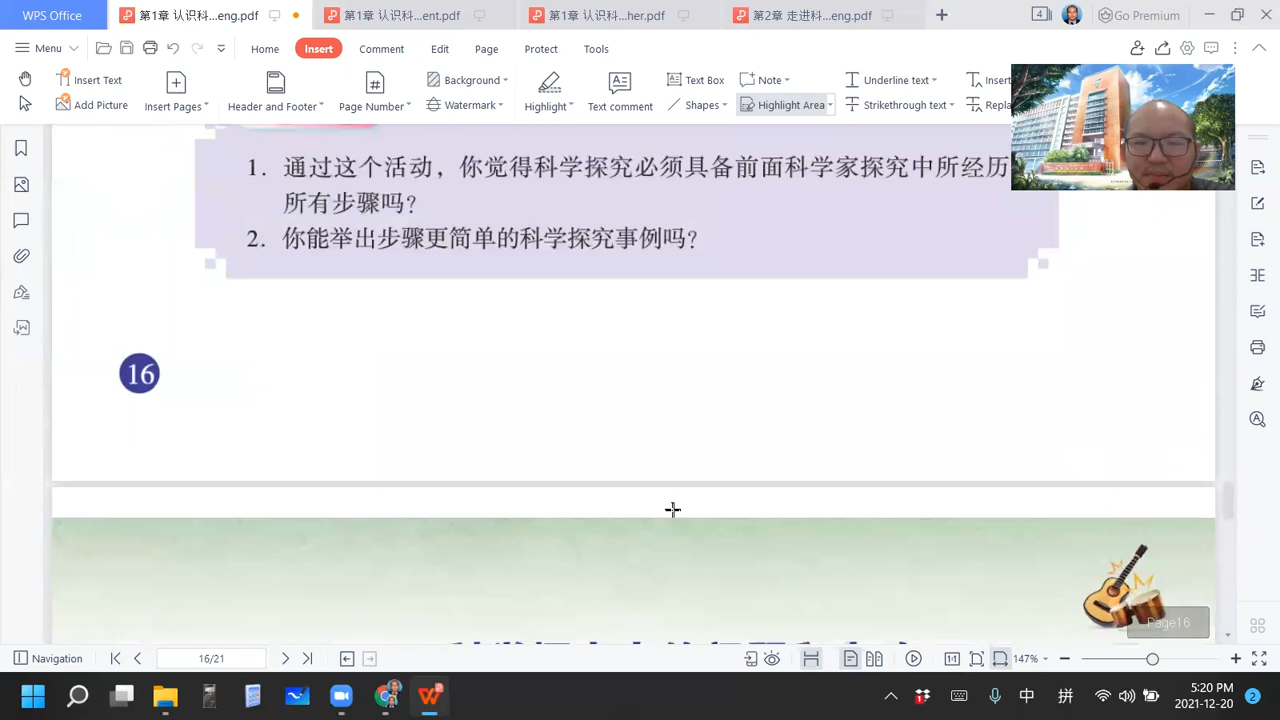 WPS Office
第1章 认识科...eng.pdf
第1章 认识科...ent.pdf
第1章 认识科...her.pdf
第2章 走进科...eng.pdf
4
Go Premium
Menu
Home
Insert
Comment
Edit
Page
Protect
Tools
Insert Text
Add Picture
Insert Pages
Header and Footer
Page Number
Background
Watermark
Highlight
Text comment
Text Box
Shapes
Note
Highlight Area
Underline text
Strikethrough text
Insert
Repla
1. 通过这个活动，你觉得科学探究必须具备前面科学家探究中所经历
所有步骤吗？
2. 你能举出步骤更简单的科学探究事例吗？
16
Page16
Navigation
16/21
147%
中
拼
5:20 PM
2021-12-20
2